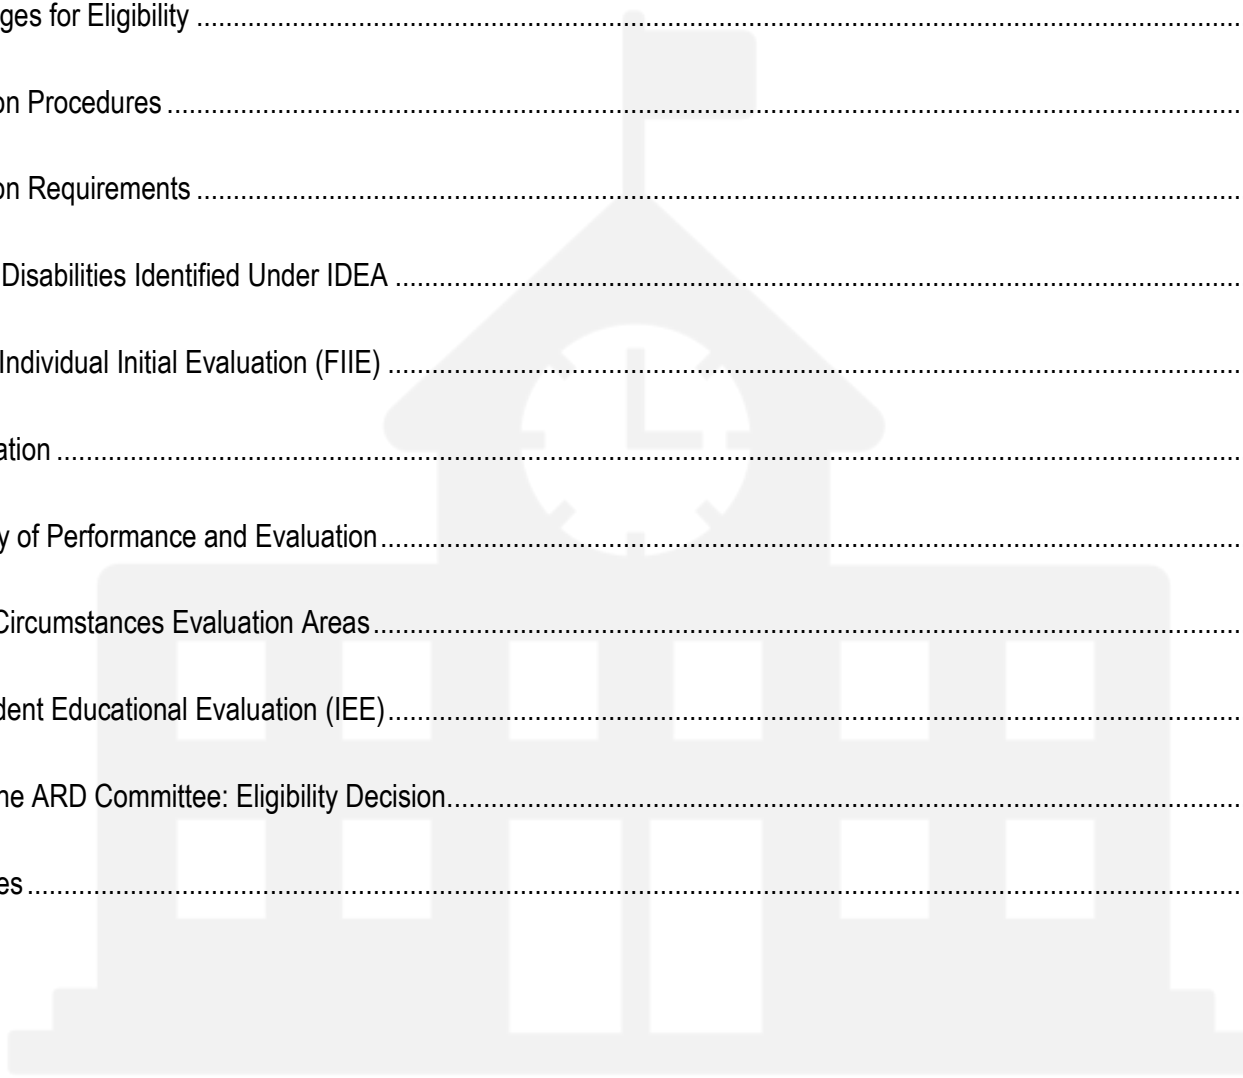 ges for Eligibility ................................................................................
on Procedures ................................................................................
on Requirements ................................................................................
Disabilities Identified Under IDEA ................................................................................
Individual Initial Evaluation (FIIE) ................................................................................
ation ................................................................................
y of Performance and Evaluation ................................................................................
Circumstances Evaluation Areas ................................................................................
dent Educational Evaluation (IEE) ................................................................................
he ARD Committee: Eligibility Decision ................................................................................
es ................................................................................